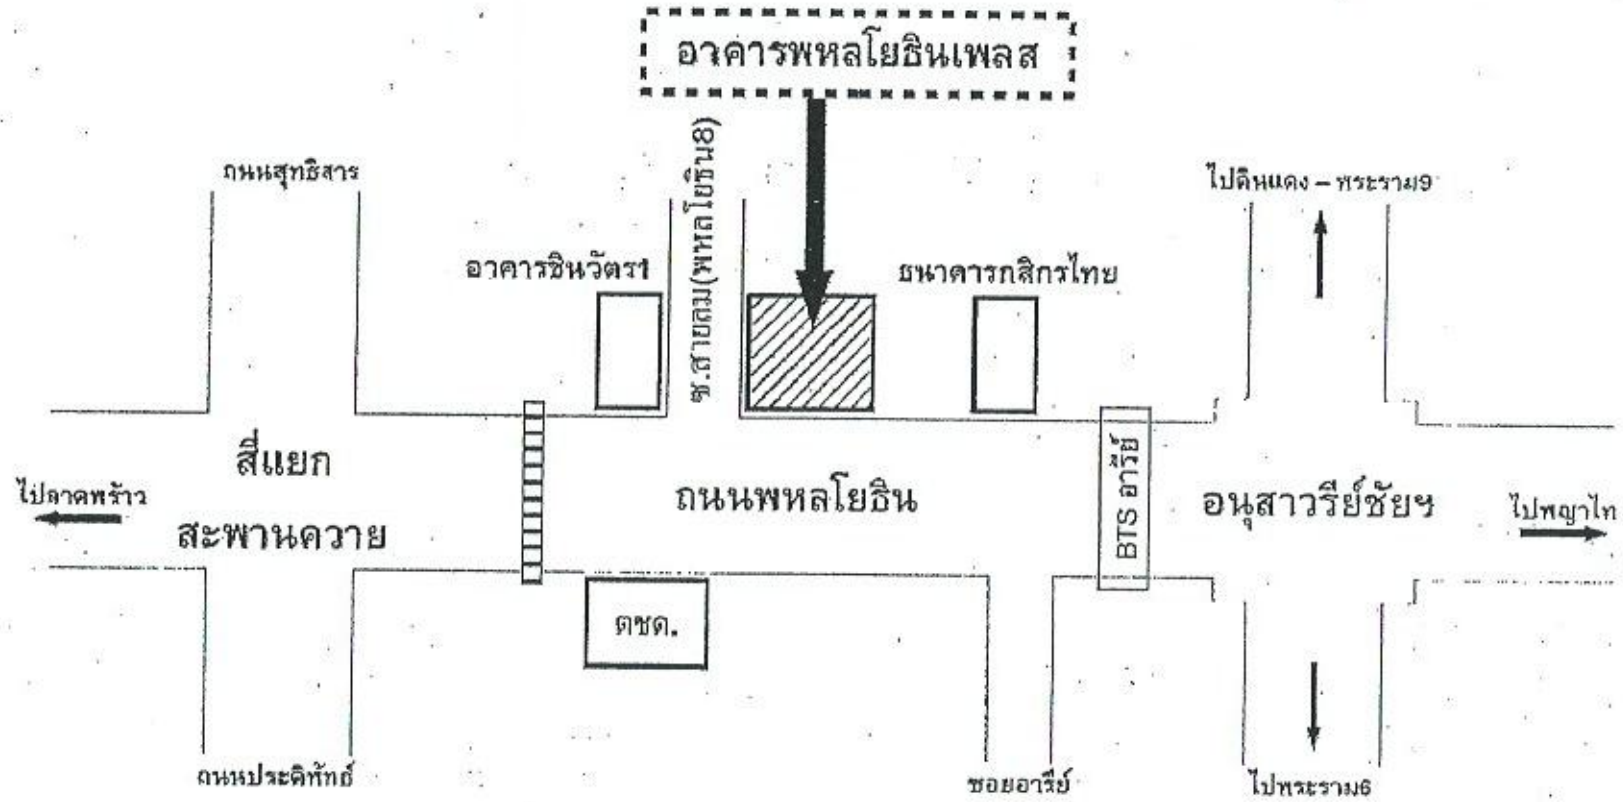 อาคารพหลโยธินเพลส
ถนนสุทธิสาร
ซ.สายลม(พหลโยธิน8)
ไปดินแดง – พระราม9
อาคารชินวัตร1
ธนาคารกสิกรไทย
สี่แยก
สะพานควาย
ไปลาดพร้าว
ถนนพหลโยธิน
BTS อารีย์
อนุสาวรีย์ชัยฯ
ไปพญาไท
ตชด.
ถนนประดิพัทธ์
ซอยอารีย์
ไปพระราม6